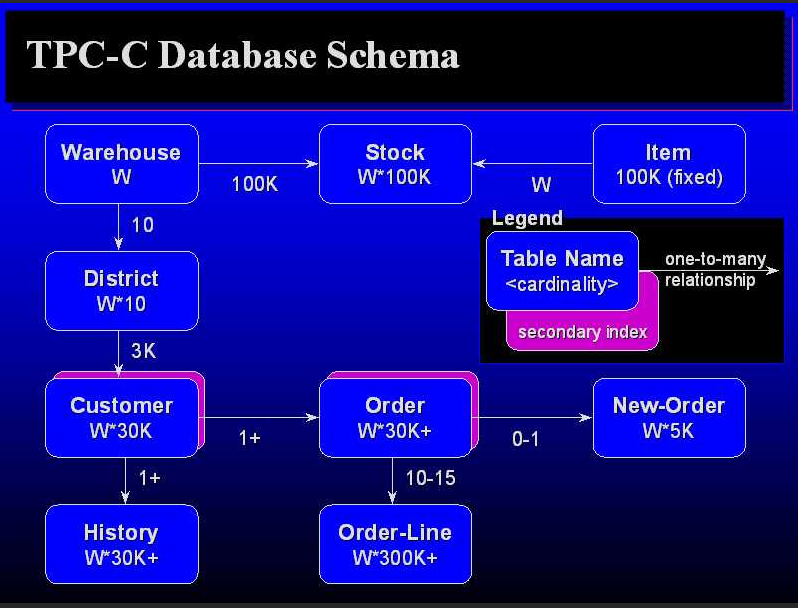 TPC-C Database Schema
Warehouse
W
100K
Stock
W*100K
W
Item
100K (fixed)
10
Legend
Table Name
<cardinality>
one-to-many
relationship
secondary index
District
W*10
3K
Customer
W*30K
1+
Order
W*30K+
0-1
New-Order
W*5K
1+
10-15
History
W*30K+
Order-Line
W*300K+